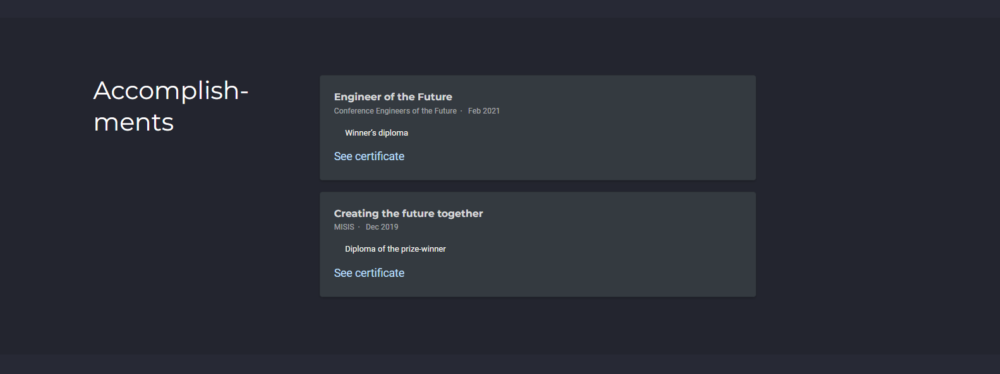 Accomplish-
ments
Engineer of the Future
Conference Engineers of the Future · Feb 2021
Winner's diploma
See certificate
Creating the future together
MISIS · Dec 2019
Diploma of the prize-winner
See certificate